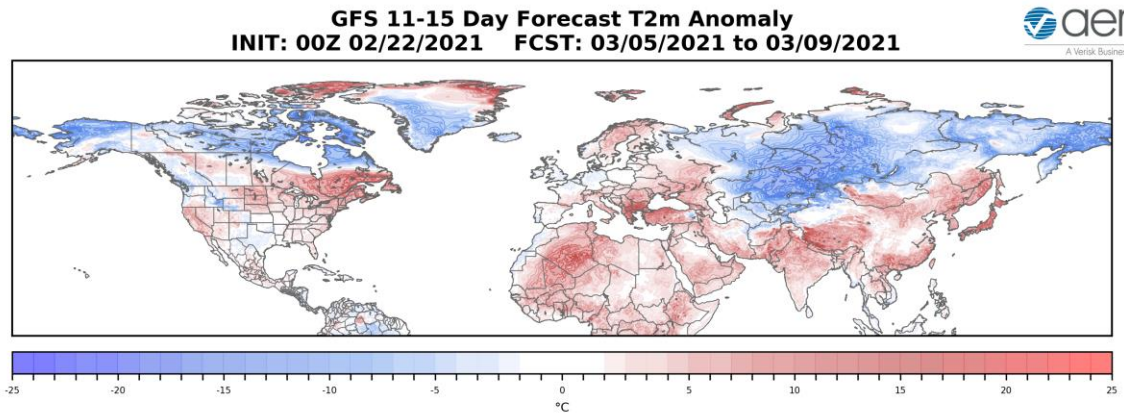 GFS 11-15 Day Forecast T2m Anomaly
INIT: 00Z 02/22/2021 FCST: 03/05/2021 to 03/09/2021
aer
A Verisk Busines
-25 -20 -15 -10 -5 0 5 10 15 20 25
°C